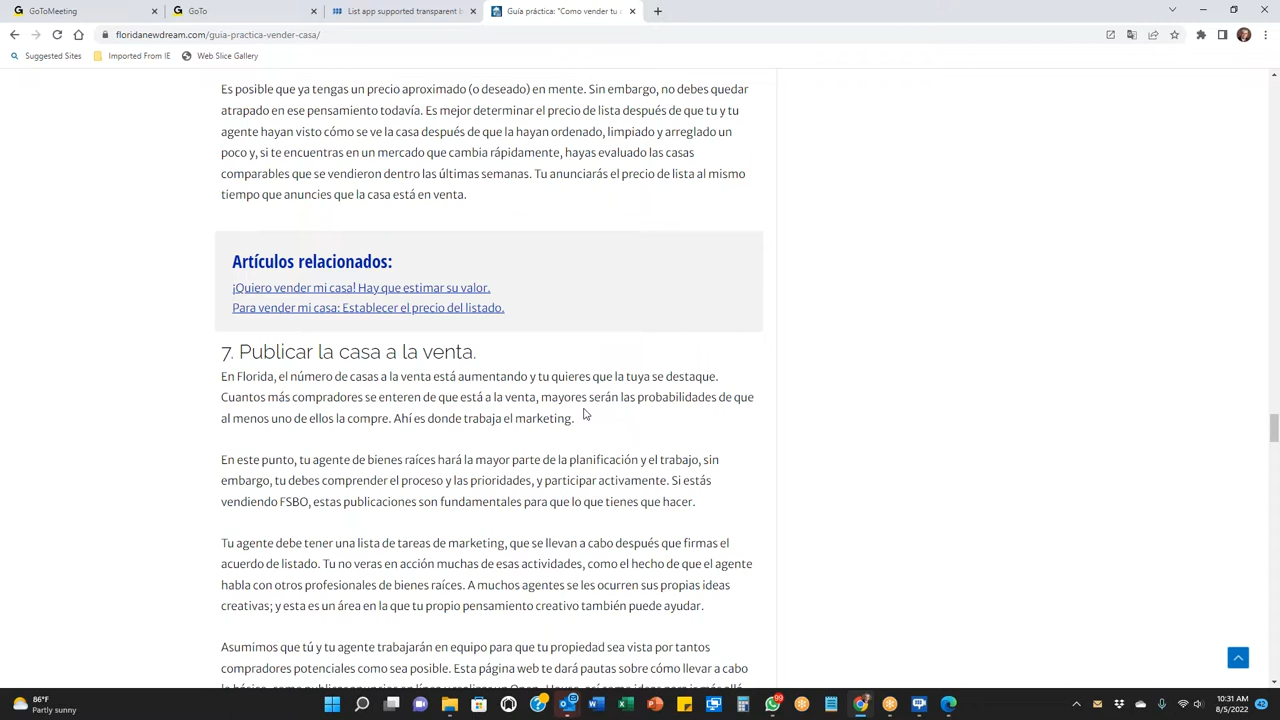 GoToMeeting
GoTo
List app supported transparent b
Guía práctica: "Como vender tu c
floridanewdream.com/guia-practica-vender-casa/
Suggested Sites
Imported From IE
Web Slice Gallery
Es posible que ya tengas un precio aproximado (o deseado) en mente. Sin embargo, no debes quedar
atrapado en ese pensamiento todavía. Es mejor determinar el precio de lista después de que tu y tu
agente hayan visto cómo se ve la casa después de que la hayan ordenado, limpiado y arreglado un
poco y, si te encuentras en un mercado que cambia rápidamente, hayas evaluado las casas
comparables que se vendieron dentro las últimas semanas. Tu anunciarás el precio de lista al mismo
tiempo que anuncies que la casa está en venta.
Artículos relacionados:
¡Quiero vender mi casa! Hay que estimar su valor.
Para vender mi casa: Establecer el precio del listado.
7. Publicar la casa a la venta.
En Florida, el número de casas a la venta está aumentando y tu quieres que la tuya se destaque.
Cuantos más compradores se enteren de que está a la venta, mayores serán las probabilidades de que
al menos uno de ellos la compre. Ahí es donde trabaja el marketing.
En este punto, tu agente de bienes raíces hará la mayor parte de la planificación y el trabajo, sin
embargo, tu debes comprender el proceso y las prioridades, y participar activamente. Si estás
vendiendo FSBO, estas publicaciones son fundamentales para que lo que tienes que hacer.
Tu agente debe tener una lista de tareas de marketing, que se llevan a cabo después que firmas el
acuerdo de listado. Tu no veras en acción muchas de esas actividades, como el hecho de que el agente
habla con otros profesionales de bienes raíces. A muchos agentes se les ocurren sus propias ideas
creativas; y esta es un área en la que tu propio pensamiento creativo también puede ayudar.
Asumimos que tú y tu agente trabajarán en equipo para que tu propiedad sea vista por tantos
compradores potenciales como sea posible. Esta página web te dará pautas sobre cómo llevar a cabo
86°F
Partly sunny
99
10:31 AM
8/5/2022